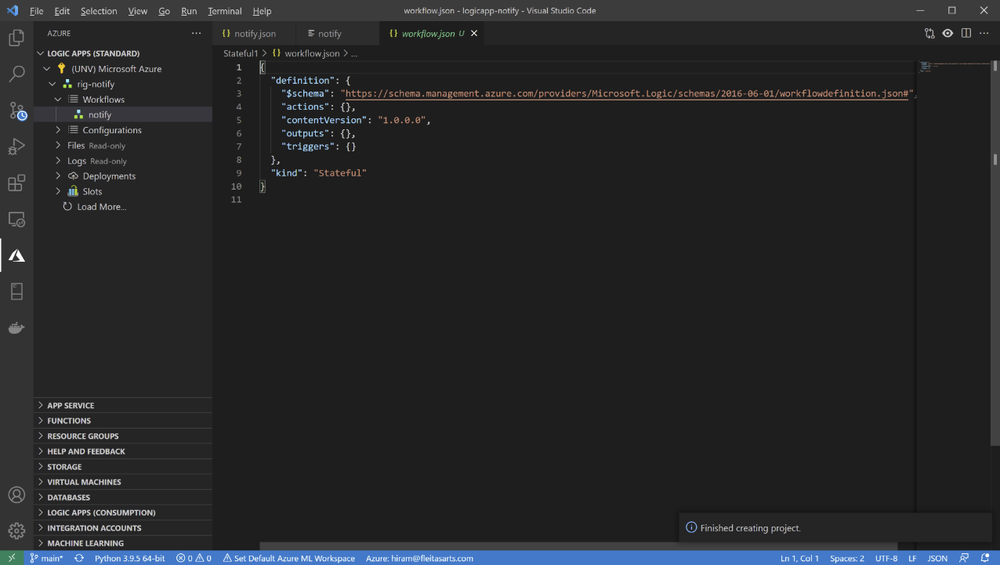 File Edit Selection View Go Run Terminal Help
workflow.json - logicapp-notify - Visual Studio Code
AZURE
LOGIC APPS (STANDARD)
(UNV) Microsoft Azure
rig-notify
Workflows
notify
Configurations
Files Read-only
Logs Read-only
Deployments
Slots
Load More...
APP SERVICE
FUNCTIONS
RESOURCE GROUPS
HELP AND FEEDBACK
STORAGE
VIRTUAL MACHINES
DATABASES
LOGIC APPS (CONSUMPTION)
INTEGRATION ACCOUNTS
MACHINE LEARNING
{} notify.json
notify
{} workflow.json U
Stateful1 > {} workflow.json > ...
1 {
2 "definition": {
3 "$schema": "https://schema.management.azure.com/providers/Microsoft.Logic/schemas/2016-06-01/workflowdefinition.json#",
4 "actions": {},
5 "contentVersion": "1.0.0.0",
6 "outputs": {},
7 "triggers": {}
8 },
9 "kind": "Stateful"
10 }
11
Finished creating project.
main* Python 3.9.5 64-bit 0 0 Set Default Azure ML Workspace Azure: hiram@fleitasarts.com Ln 1, Col 1 Spaces: 2 UTF-8 LF JSON